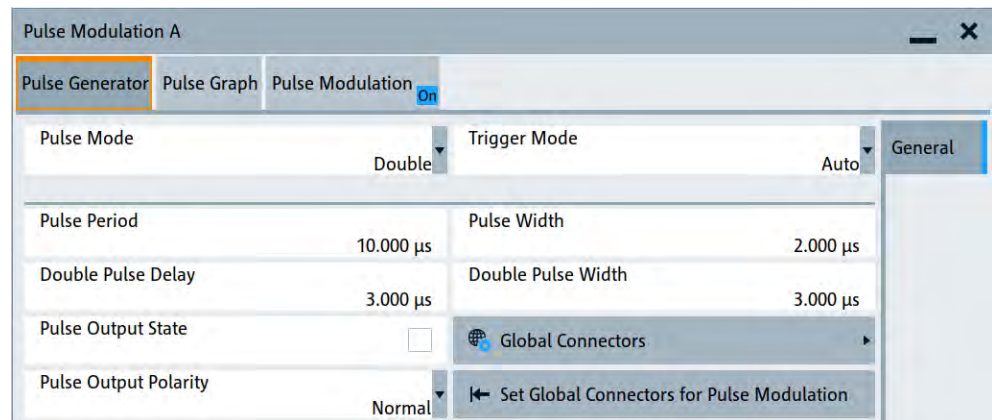 Pulse Modulation A
Pulse Generator
Pulse Graph
Pulse Modulation
On
Pulse Mode
Double
Trigger Mode
Auto
General
Pulse Period
10.000 µs
Pulse Width
2.000 µs
Double Pulse Delay
3.000 µs
Double Pulse Width
3.000 µs
Pulse Output State
Global Connectors
Pulse Output Polarity
Normal
Set Global Connectors for Pulse Modulation